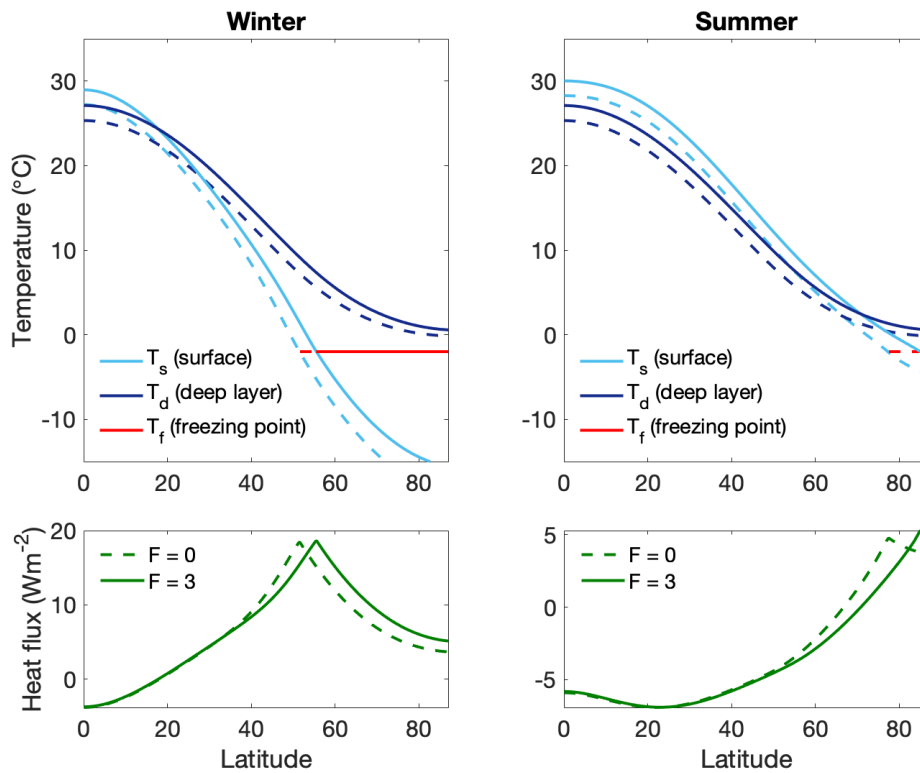 Winter
Summer
Temperature (°C)
30
20
10
0
-10
T_s (surface)
T_d (deep layer)
T_f (freezing point)
0 20 40 60 80
30
20
10
0
-10
T_s (surface)
T_d (deep layer)
T_f (freezing point)
0 20 40 60 80
Heat flux (Wm^-2)
20
10
0
F = 0
F = 3
0 20 40 60 80
Latitude
5
0
-5
F = 0
F = 3
0 20 40 60 80
Latitude